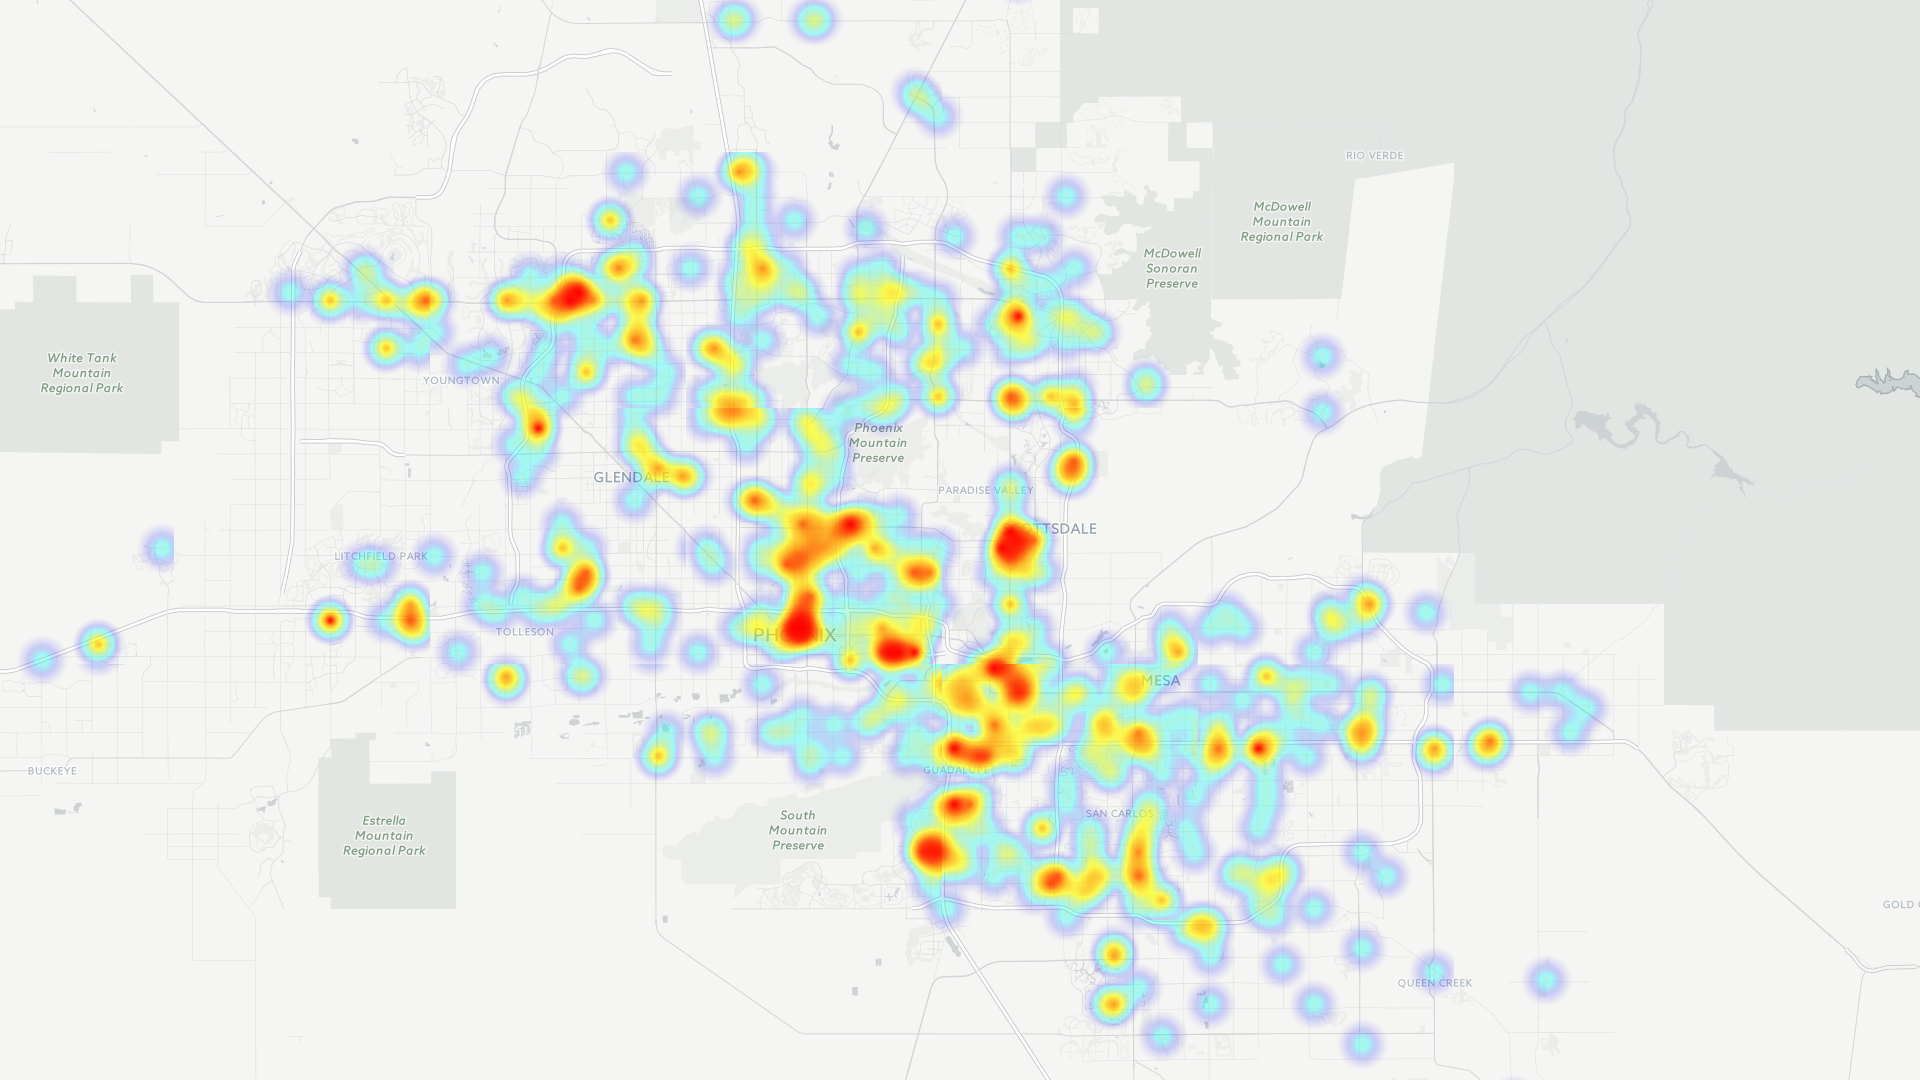 RIO VERDE
McDowell
Mountain
Regional Park
McDowell
Sonoran
Preserve
White Tank
Mountain
Regional Park
YOUNGTOWN
Phoenix
Mountain
Preserve
GLENDALE
PARADISE VALLEY
SCOTTSDALE
LITCHFIELD PARK
TOLLESON
PHOENIX
MESA
BUCKEYE
GUADALUPE
Estrella
Mountain
Regional Park
South
Mountain
Preserve
SAN CARLOS
GOLD
QUEEN CREEK